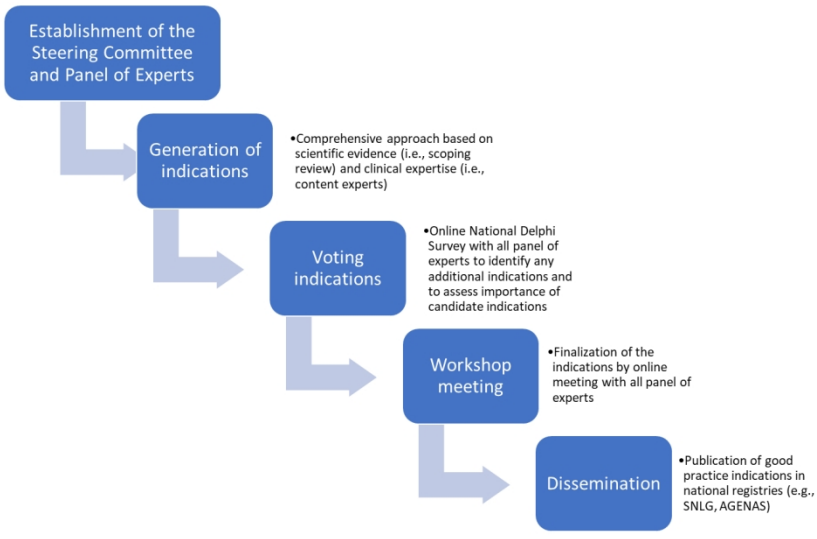 Establishment of the
Steering Committee
and Panel of Experts
Generation of
indications
•Comprehensive approach based on
scientific evidence (i.e., scoping
review) and clinical expertise (i.e.,
content experts)
Voting
indications
•Online National Delphi
Survey with all panel of
experts to identify any
additional indications and
to assess importance of
candidate indications
Workshop
meeting
•Finalization of the
indications by online
meeting with all panel of
experts
Dissemination
•Publication of good
practice indications in
national registries (e.g.,
SNLG, AGENAS)